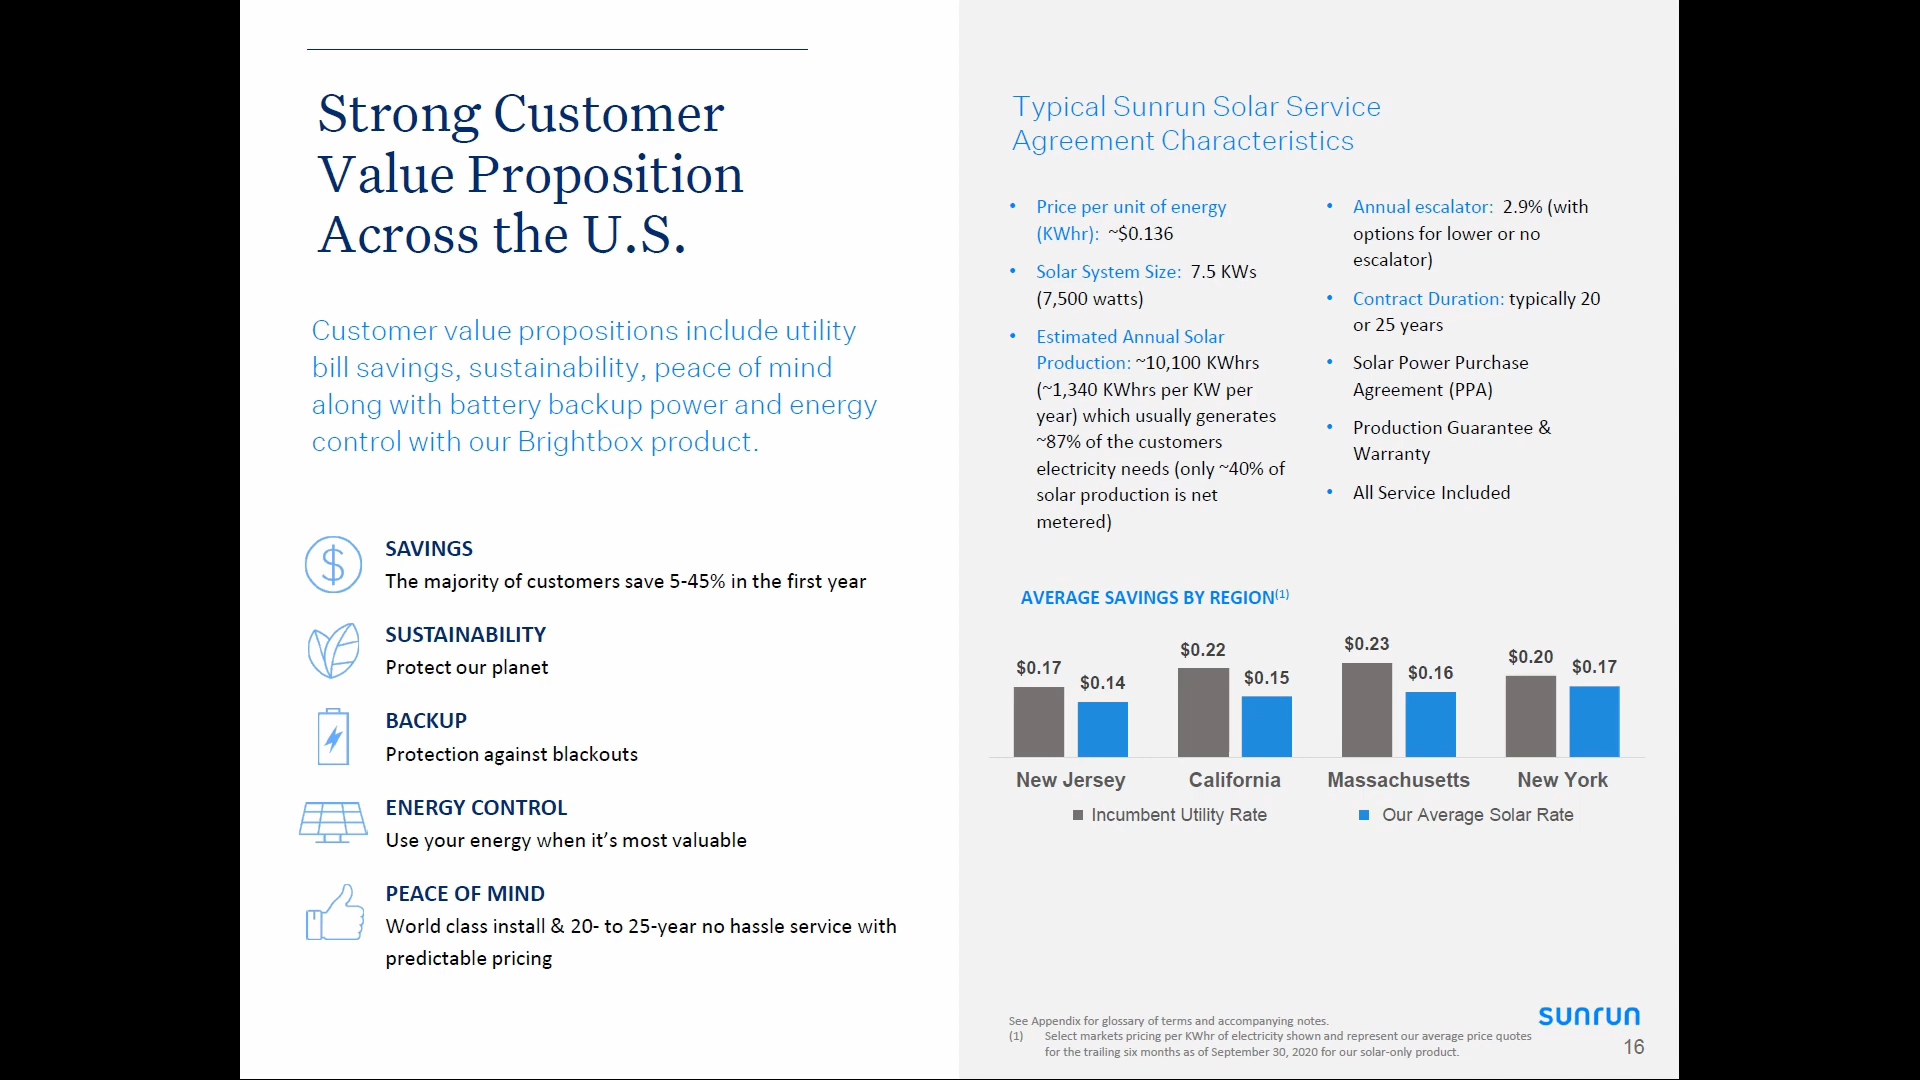 Strong Customer
Value Proposition
Across the U.S.
Customer value propositions include utility
bill savings, sustainability, peace of mind
along with battery backup power and energy
control with our Brightbox product.
SAVINGS
The majority of customers save 5-45% in the first year
SUSTAINABILITY
Protect our planet
BACKUP
Protection against blackouts
ENERGY CONTROL
Use your energy when it’s most valuable
PEACE OF MIND
World class install & 20- to 25-year no hassle service with
predictable pricing
Typical Sunrun Solar Service
Agreement Characteristics
• Price per unit of energy
(KWhr): ~$0.136
• Solar System Size: 7.5 KWs
(7,500 watts)
• Estimated Annual Solar
Production: ~10,100 KWhrs
(~1,340 KWhrs per KW per
year) which usually generates
~87% of the customers
electricity needs (only ~40% of
solar production is net
metered)
• Annual escalator: 2.9% (with
options for lower or no
escalator)
• Contract Duration: typically 20
or 25 years
• Solar Power Purchase
Agreement (PPA)
• Production Guarantee &
Warranty
• All Service Included
AVERAGE SAVINGS BY REGION(1)
$0.17 $0.14 $0.22 $0.15 $0.23 $0.16 $0.20 $0.17
New Jersey California Massachusetts New York
Incumbent Utility Rate Our Average Solar Rate
See Appendix for glossary of terms and accompanying notes.
(1) Select markets pricing per KWhr of electricity shown and represent our average price quotes
for the trailing six months as of September 30, 2020 for our solar-only product.
sunrun
16